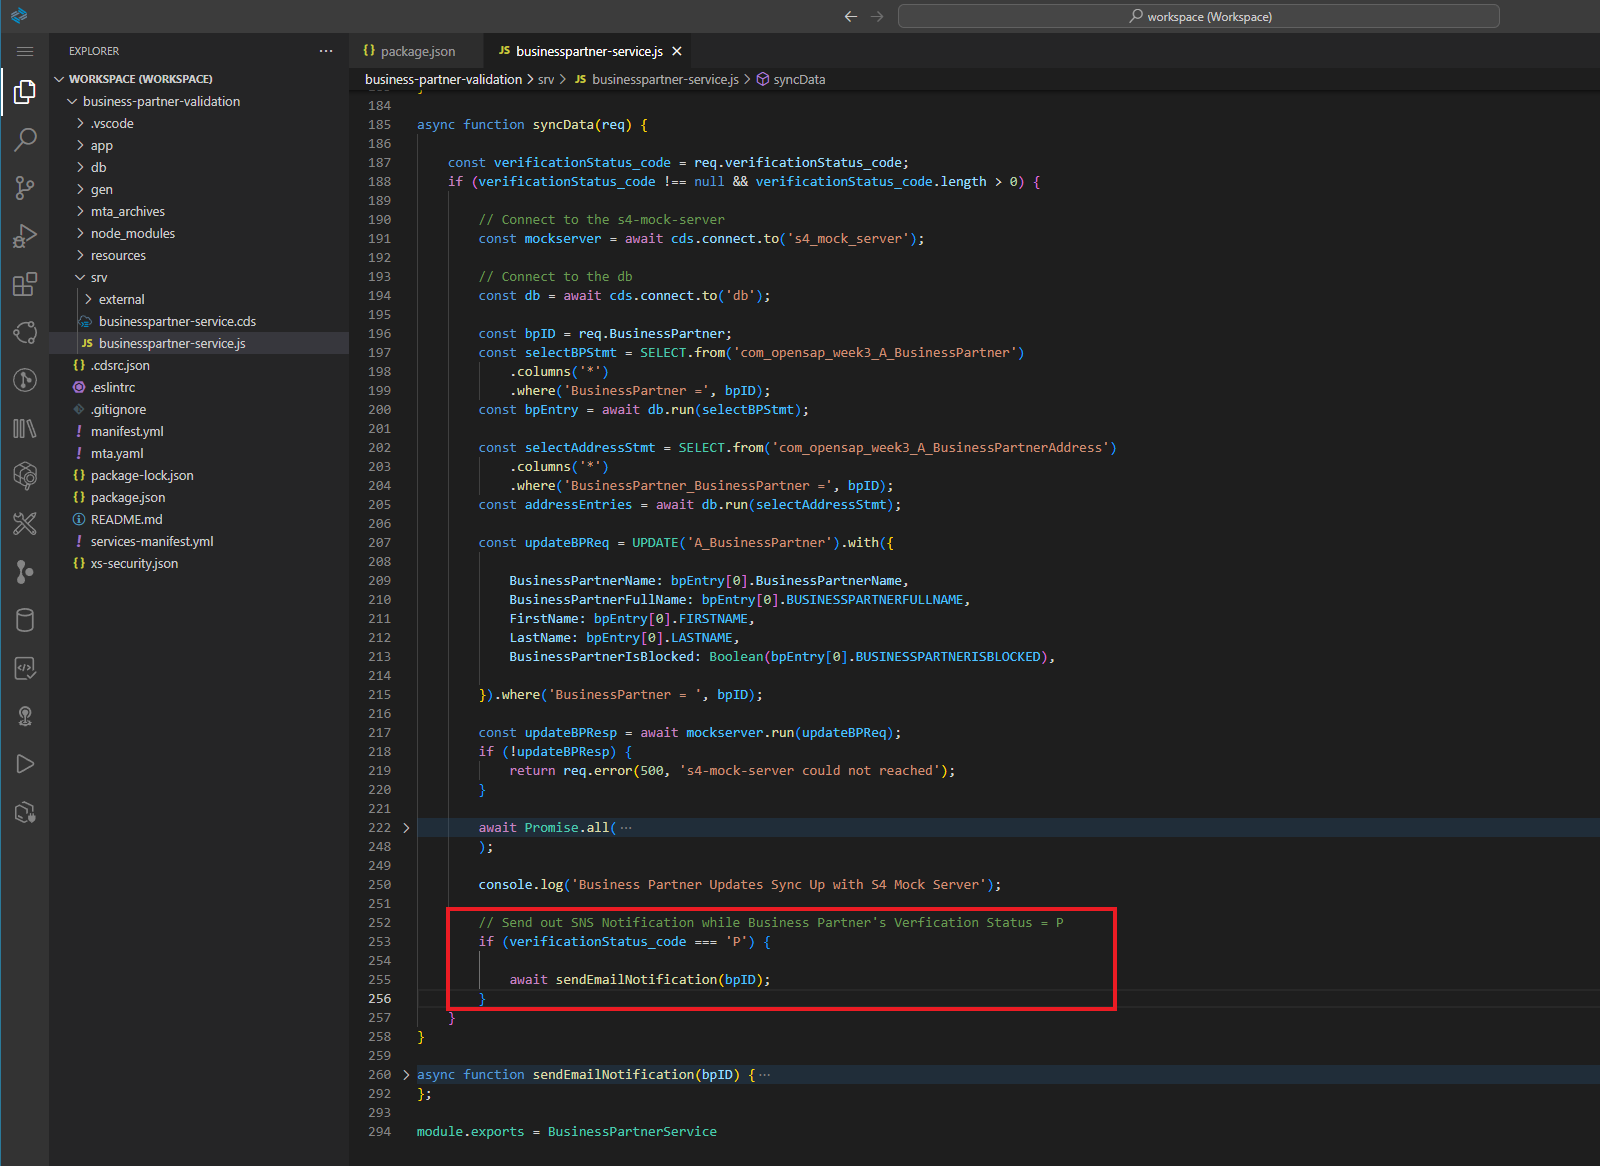 workspace (Workspace)
EXPLORER
WORKSPACE (WORKSPACE)
business-partner-validation
.vscode
app
db
gen
mta_archives
node_modules
resources
srv
external
businesspartner-service.cds
JS businesspartner-service.js
{} .cdsrc.json
.eslintrc
.gitignore
! manifest.yml
! mta.yaml
{} package-lock.json
{} package.json
README.md
! services-manifest.yml
{} xs-security.json
{} package.json
JS businesspartner-service.js
business-partner-validation > srv > JS businesspartner-service.js > syncData
184
185 async function syncData(req) {
186
187 const verificationStatus_code = req.verificationStatus_code;
188 if (verificationStatus_code !== null && verificationStatus_code.length > 0) {
189
190 // Connect to the s4-mock-server
191 const mockserver = await cds.connect.to('s4_mock_server');
192
193 // Connect to the db
194 const db = await cds.connect.to('db');
195
196 const bpID = req.BusinessPartner;
197 const selectBPStmt = SELECT.from('com_opensap_week3_A_BusinessPartner')
198 .columns('*')
199 .where('BusinessPartner =', bpID);
200 const bpEntry = await db.run(selectBPStmt);
201
202 const selectAddressStmt = SELECT.from('com_opensap_week3_A_BusinessPartnerAddress')
203 .columns('*')
204 .where('BusinessPartner_BusinessPartner =', bpID);
205 const addressEntries = await db.run(selectAddressStmt);
206
207 const updateBPReq = UPDATE('A_BusinessPartner').with({
208
209 BusinessPartnerName: bpEntry[0].BusinessPartnerName,
210 BusinessPartnerFullName: bpEntry[0].BUSINESSPARTNERFULLNAME,
211 FirstName: bpEntry[0].FIRSTNAME,
212 LastName: bpEntry[0].LASTNAME,
213 BusinessPartnerIsBlocked: Boolean(bpEntry[0].BUSINESSPARTNERISBLOCKED),
214
215 }).where('BusinessPartner = ', bpID);
216
217 const updateBPResp = await mockserver.run(updateBPReq);
218 if (!updateBPResp) {
219 return req.error(500, 's4-mock-server could not reached');
220 }
221
222 await Promise.all( ···
248 );
249
250 console.log('Business Partner Updates Sync Up with S4 Mock Server');
251
252 // Send out SNS Notification while Business Partner's Verfication Status = P
253 if (verificationStatus_code === 'P') {
254
255 await sendEmailNotification(bpID);
256 }
257 }
258 }
259
260 async function sendEmailNotification(bpID) { ···
292 };
293
294 module.exports = BusinessPartnerService